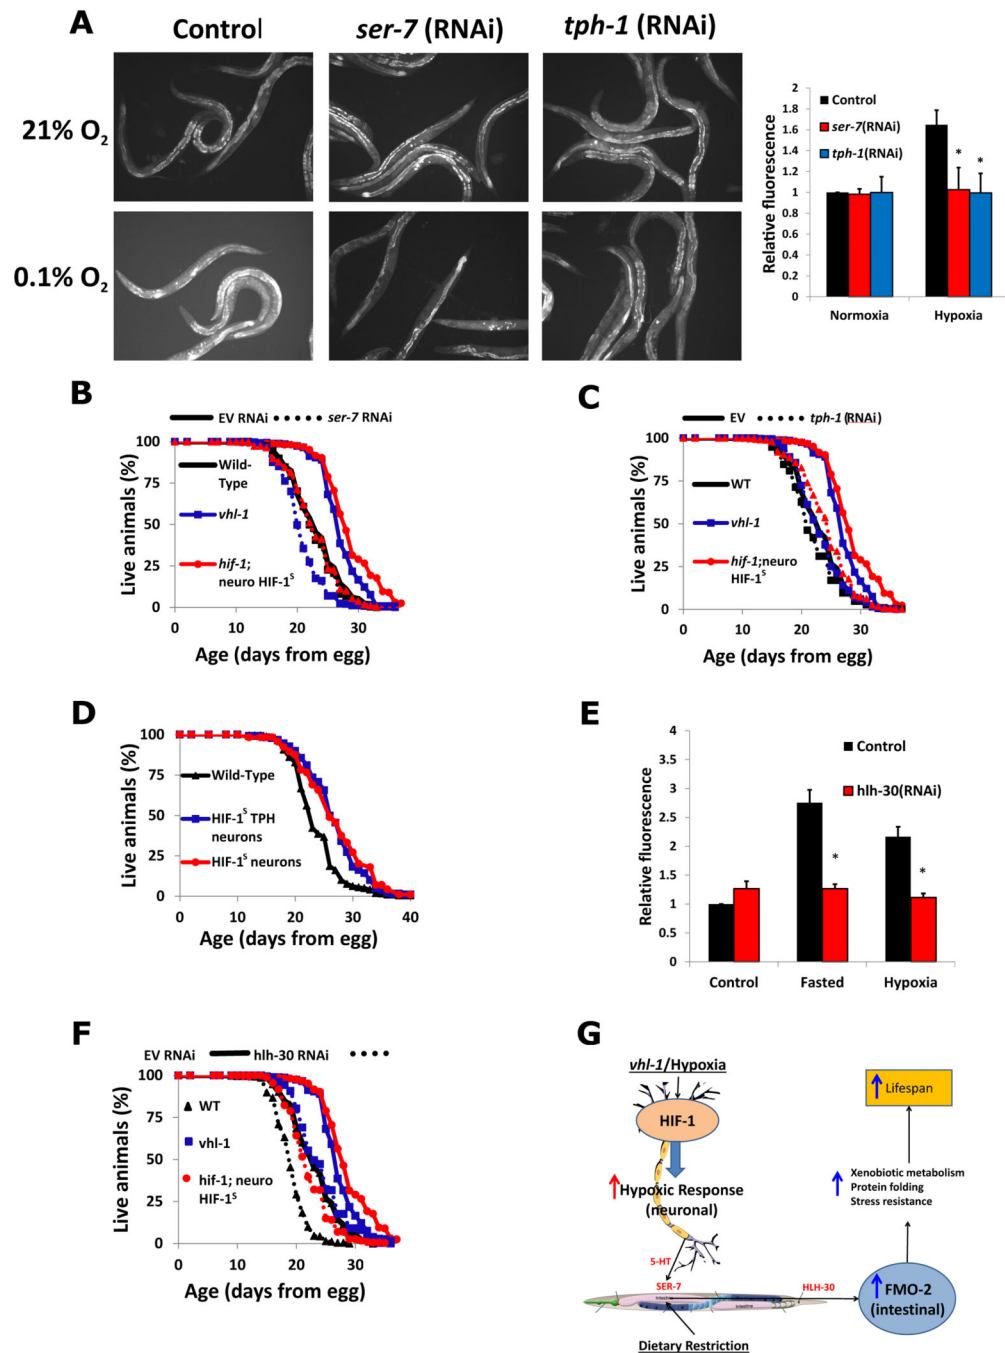 A
Control
ser-7 (RNAi)
tph-1 (RNAi)
21% O2
0.1% O2
Relative fluorescence
2
1.8
1.6
1.4
1.2
1
0.8
0.6
0.4
0.2
0
Control
ser-7(RNAi)
tph-1(RNAi)
*
*
Normoxia
Hypoxia
B
EV RNAi
ser-7 RNAi
Live animals (%)
100
75
50
25
0
Wild-
Type
vhl-1
hif-1;
neuro HIF-1S
0 10 20 30
Age (days from egg)
C
EV
tph-1 (RNAi)
Live animals (%)
100
75
50
25
0
WT
vhl-1
hif-1;neuro
HIF-1S
0 10 20 30
Age (days from egg)
D
Live animals (%)
100
75
50
25
0
Wild-Type
HIF-1S TPH
neurons
HIF-1S neurons
0 10 20 30 40
Age (days from egg)
E
Relative fluorescence
4
3.5
3
2.5
2
1.5
1
0.5
0
Control
hlh-30(RNAi)
*
*
Control
Fasted
Hypoxia
F
EV RNAi
hlh-30 RNAi
Live animals (%)
100
75
50
25
0
WT
vhl-1
hif-1; neuro
HIF-1S
0 10 20 30
Age (days from egg)
G
vhl-1/Hypoxia
HIF-1
Hypoxic Response
(neuronal)
5-HT
SER-7
HLH-30
Dietary Restriction
Lifespan
Xenobiotic metabolism
Protein folding
Stress resistance
FMO-2
(intestinal)